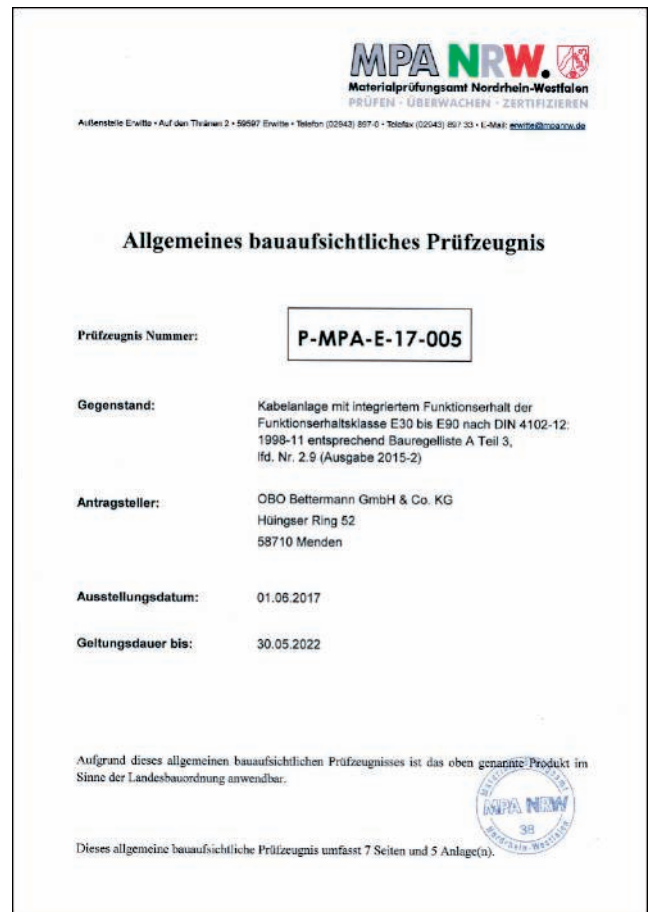 MPA NRW.
Materialprüfungsamt Nordrhein-Westfalen
PRÜFEN - ÜBERWACHEN - ZERTIFIZIEREN
Außenstelle Erwitte • Auf den Thränen 2 • 59597 Erwitte • Telefon (02943) 897-0 • Telefax (02943) 897 33 • E-Mail: erwitte@mpanrw.de
Allgemeines bauaufsichtliches Prüfzeugnis
Prüfzeugnis Nummer:
P-MPA-E-17-005
Gegenstand:
Kabelanlage mit integriertem Funktionserhalt der
Funktionserhaltsklasse E30 bis E90 nach DIN 4102-12:
1998-11 entsprechend Bauregelliste A Teil 3,
lfd. Nr. 2.9 (Ausgabe 2015-2)
Antragsteller:
OBO Bettermann GmbH & Co. KG
Hüingser Ring 52
58710 Menden
Ausstellungsdatum:
01.06.2017
Geltungsdauer bis:
30.05.2022
Aufgrund dieses allgemeinen bauaufsichtlichen Prüfzeugnisses ist das oben genannte Produkt im
Sinne der Landesbauordnung anwendbar.
Materialprüfungsamt
MPA NRW
38
Nordrhein-Westfalen
Dieses allgemeine bauaufsichtliche Prüfzeugnis umfasst 7 Seiten und 5 Anlage(n).